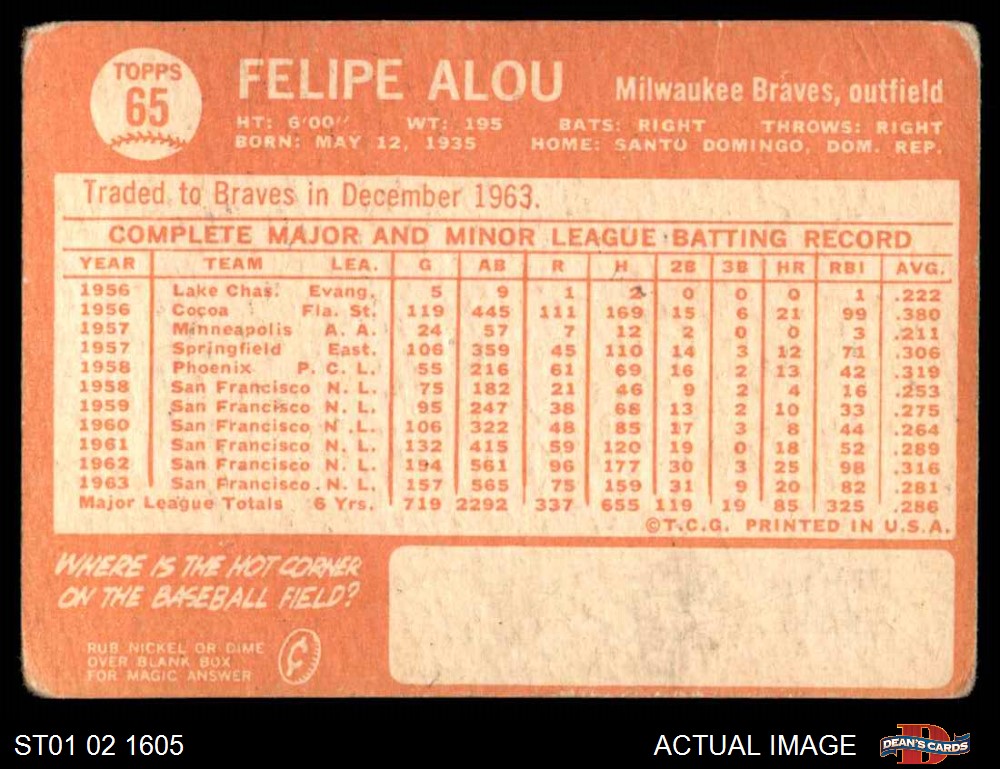 TOPPS
65
FELIPE ALOU Milwaukee Braves, outfield
HT: 6'00" WT: 195 BATS: RIGHT THROWS: RIGHT
BORN: MAY 12, 1935 HOME: SANTO DOMINGO, DOM. REP.
Traded to Braves in December 1963.
COMPLETE MAJOR AND MINOR LEAGUE BATTING RECORD
YEAR TEAM LEA. G AB R H 2B 3B HR RBI AVG.
1956 Lake Chas. Evang. 5 9 1 2 0 0 0 1 .222
1956 Cocoa Fla. St. 119 445 111 169 15 6 21 99 .380
1957 Minneapolis A. A. 24 57 7 12 2 0 0 3 .211
1957 Springfield East. 106 359 45 110 14 3 12 71 .306
1958 Phoenix P. C. L. 55 216 61 69 16 2 13 42 .319
1958 San Francisco N. L. 75 182 21 46 9 2 4 16 .253
1959 San Francisco N. L. 95 247 38 68 13 2 10 33 .275
1960 San Francisco N. L. 106 322 48 85 17 3 8 44 .264
1961 San Francisco N. L. 132 415 59 120 19 0 18 52 .289
1962 San Francisco N. L. 194 561 96 177 30 3 25 98 .316
1963 San Francisco N. L. 157 565 75 159 31 9 20 82 .281
Major League Totals 6 Yrs. 719 2292 337 655 119 19 85 325 .286
©T.C.G. PRINTED IN U.S.A.
WHERE IS THE HOT CORNER
ON THE BASEBALL FIELD?
RUB NICKEL OR DIME
OVER BLANK BOX
FOR MAGIC ANSWER
ST01 02 1605
ACTUAL IMAGE
DEAN'S CARDS